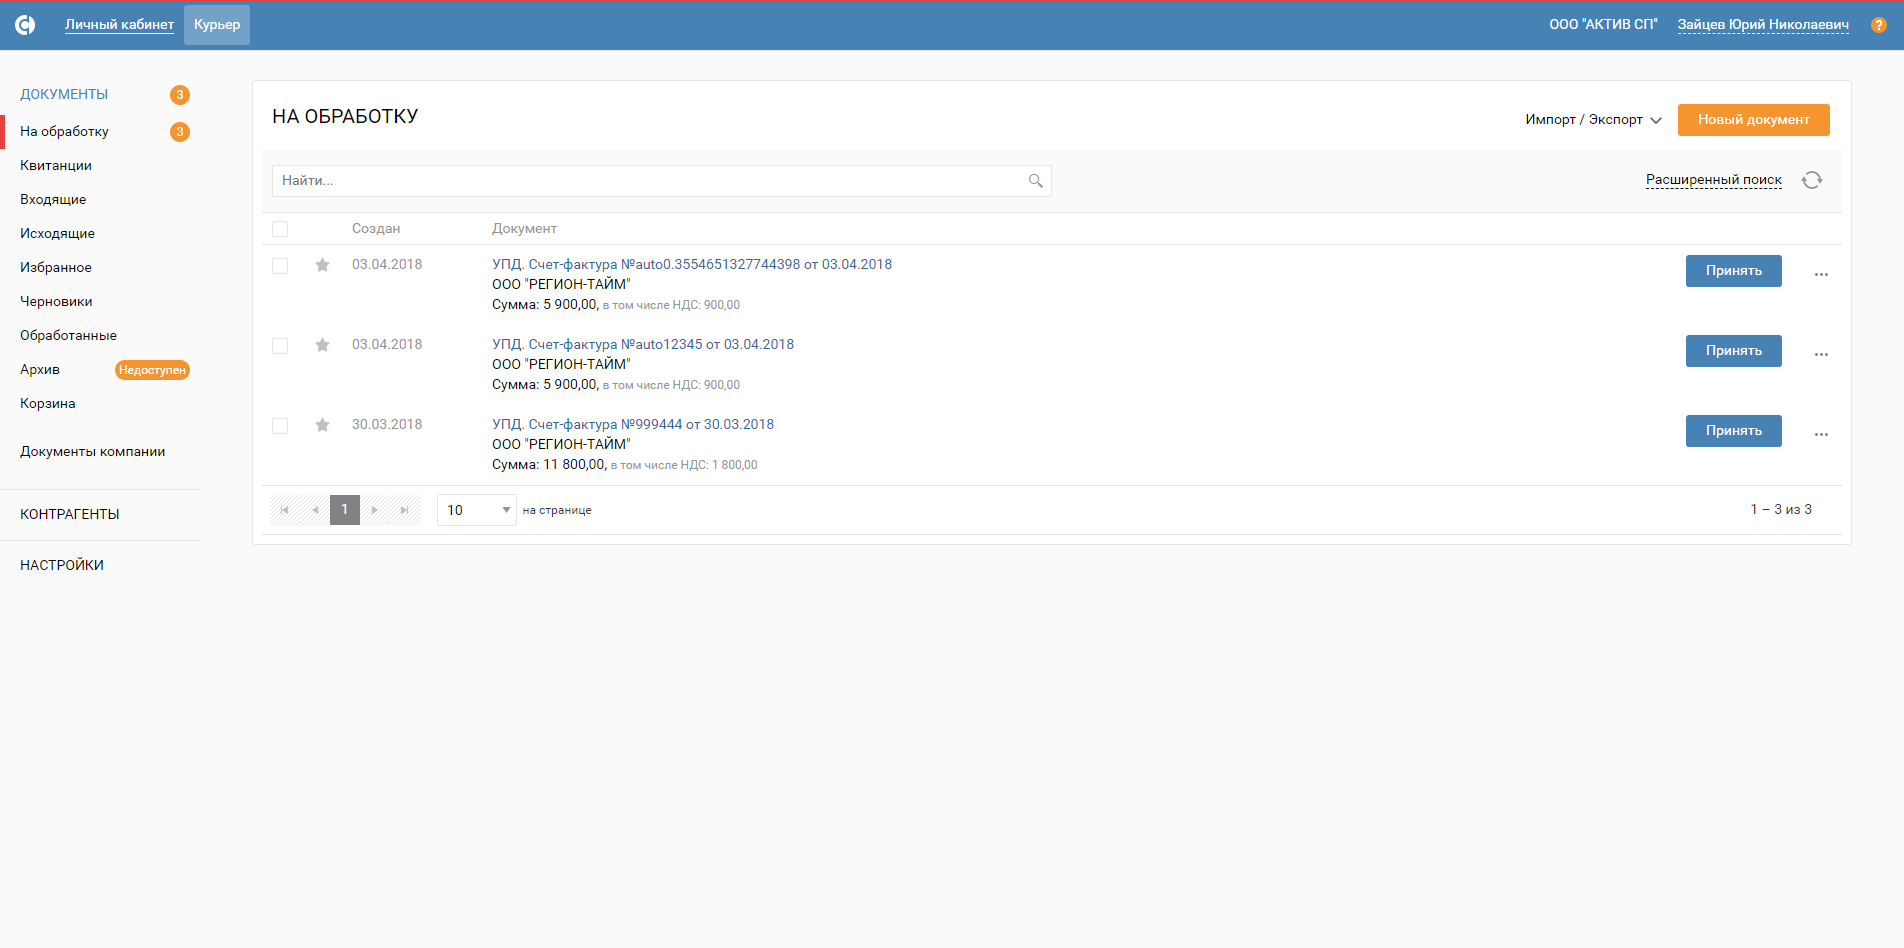 Личный кабинет Курьер ООО "АКТИВ СП" Зайцев Юрий Николаевич ?
ДОКУМЕНТЫ 3
На обработку 3
Квитанции
Входящие
Исходящие
Избранное
Черновики
Обработанные
Архив Недоступен
Корзина
Документы компании
КОНТРАГЕНТЫ
НАСТРОЙКИ
НА ОБРАБОТКУ
Импорт / Экспорт Новый документ
Найти... Расширенный поиск
Создан Документ
03.04.2018 УПД. Счет-фактура №auto0.3554651327744398 от 03.04.2018 Принять ...
ООО "РЕГИОН-ТАЙМ"
Сумма: 5 900,00, в том числе НДС: 900,00
03.04.2018 УПД. Счет-фактура №auto12345 от 03.04.2018 Принять ...
ООО "РЕГИОН-ТАЙМ"
Сумма: 5 900,00, в том числе НДС: 900,00
30.03.2018 УПД. Счет-фактура №999444 от 30.03.2018 Принять ...
ООО "РЕГИОН-ТАЙМ"
Сумма: 11 800,00, в том числе НДС: 1 800,00
1 10 на странице 1 – 3 из 3